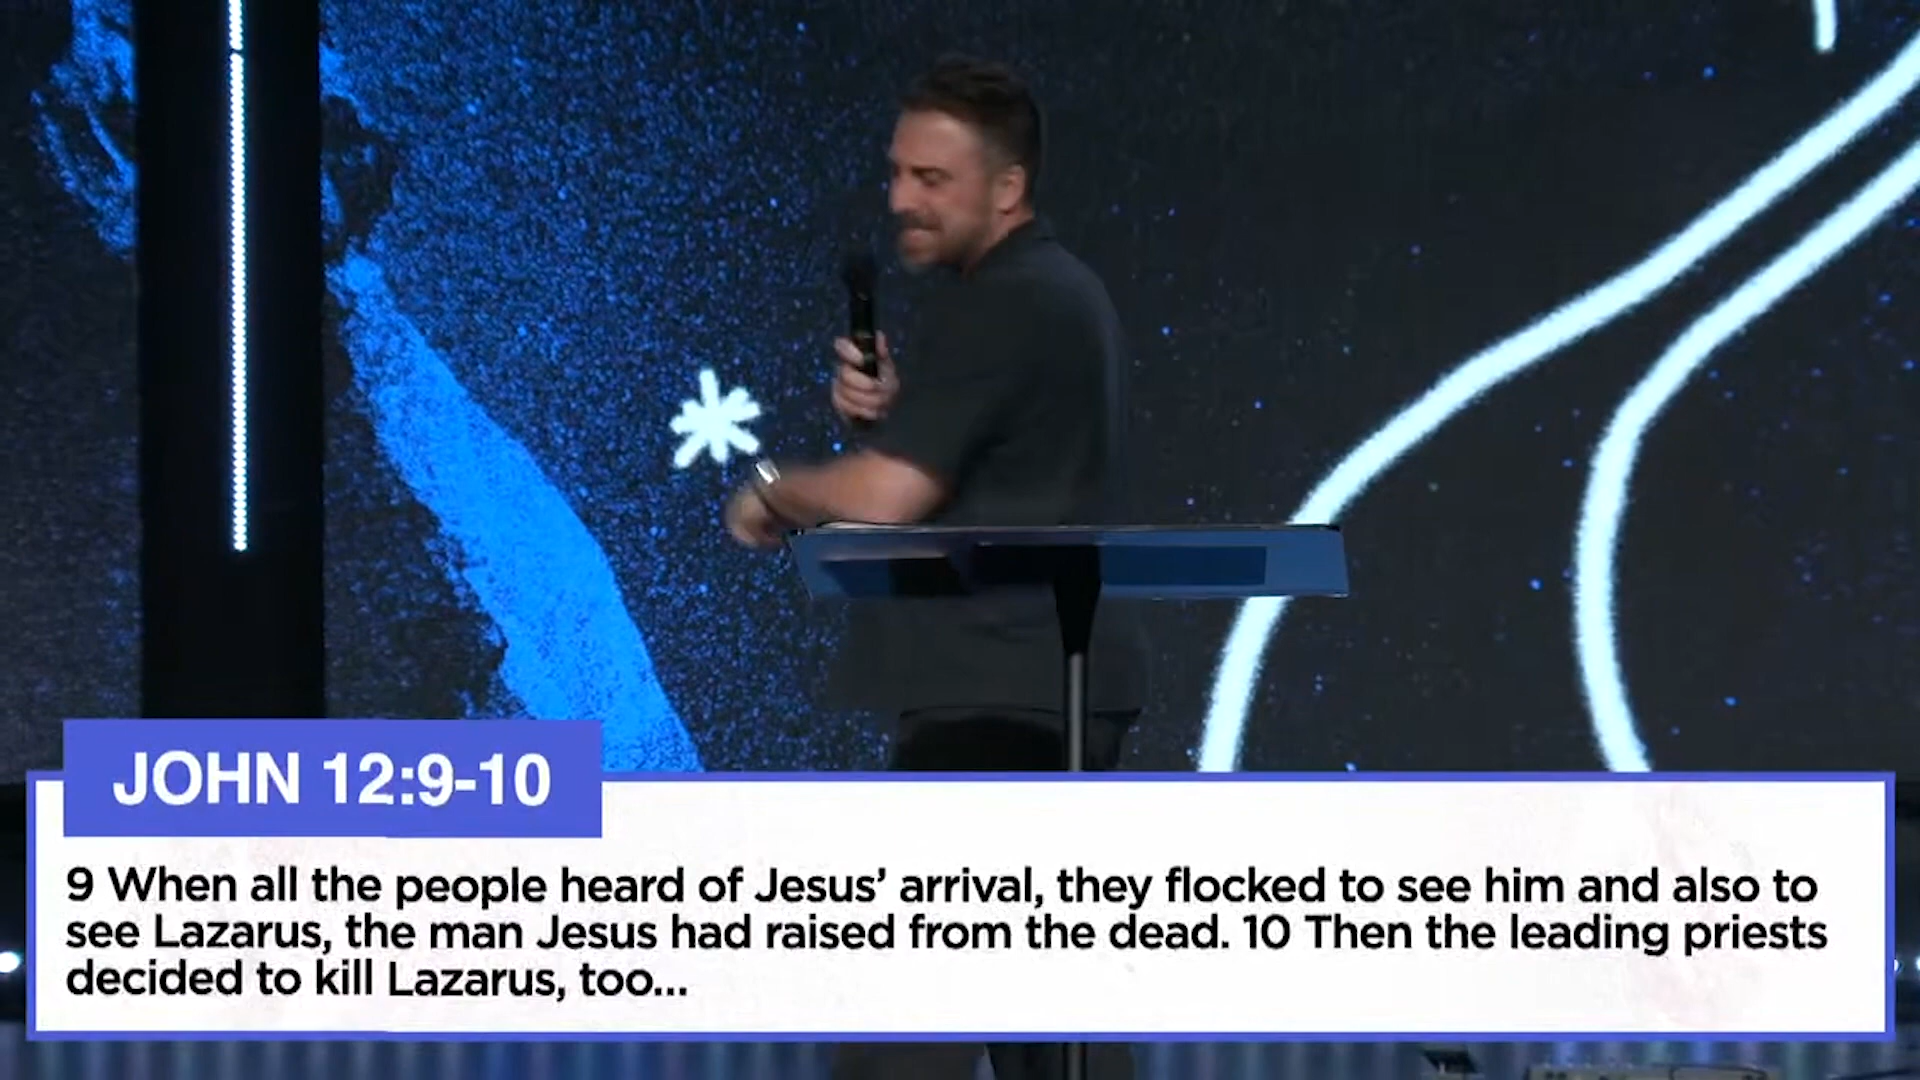 JOHN 12:9-10
9 When all the people heard of Jesus’ arrival, they flocked to see him and also to
see Lazarus, the man Jesus had raised from the dead. 10 Then the leading priests
decided to kill Lazarus, too...